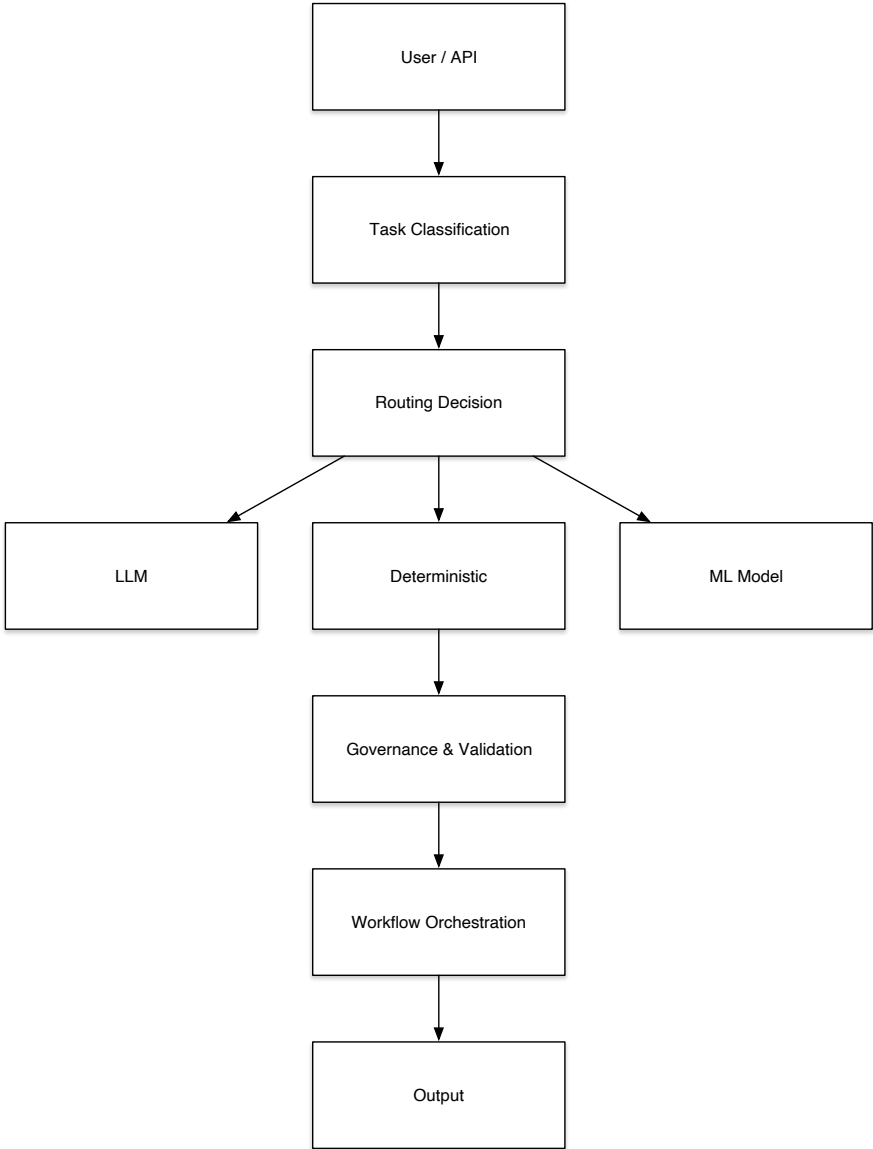 User / API
Task Classification
Routing Decision
LLM
Deterministic
ML Model
Governance & Validation
Workflow Orchestration
Output